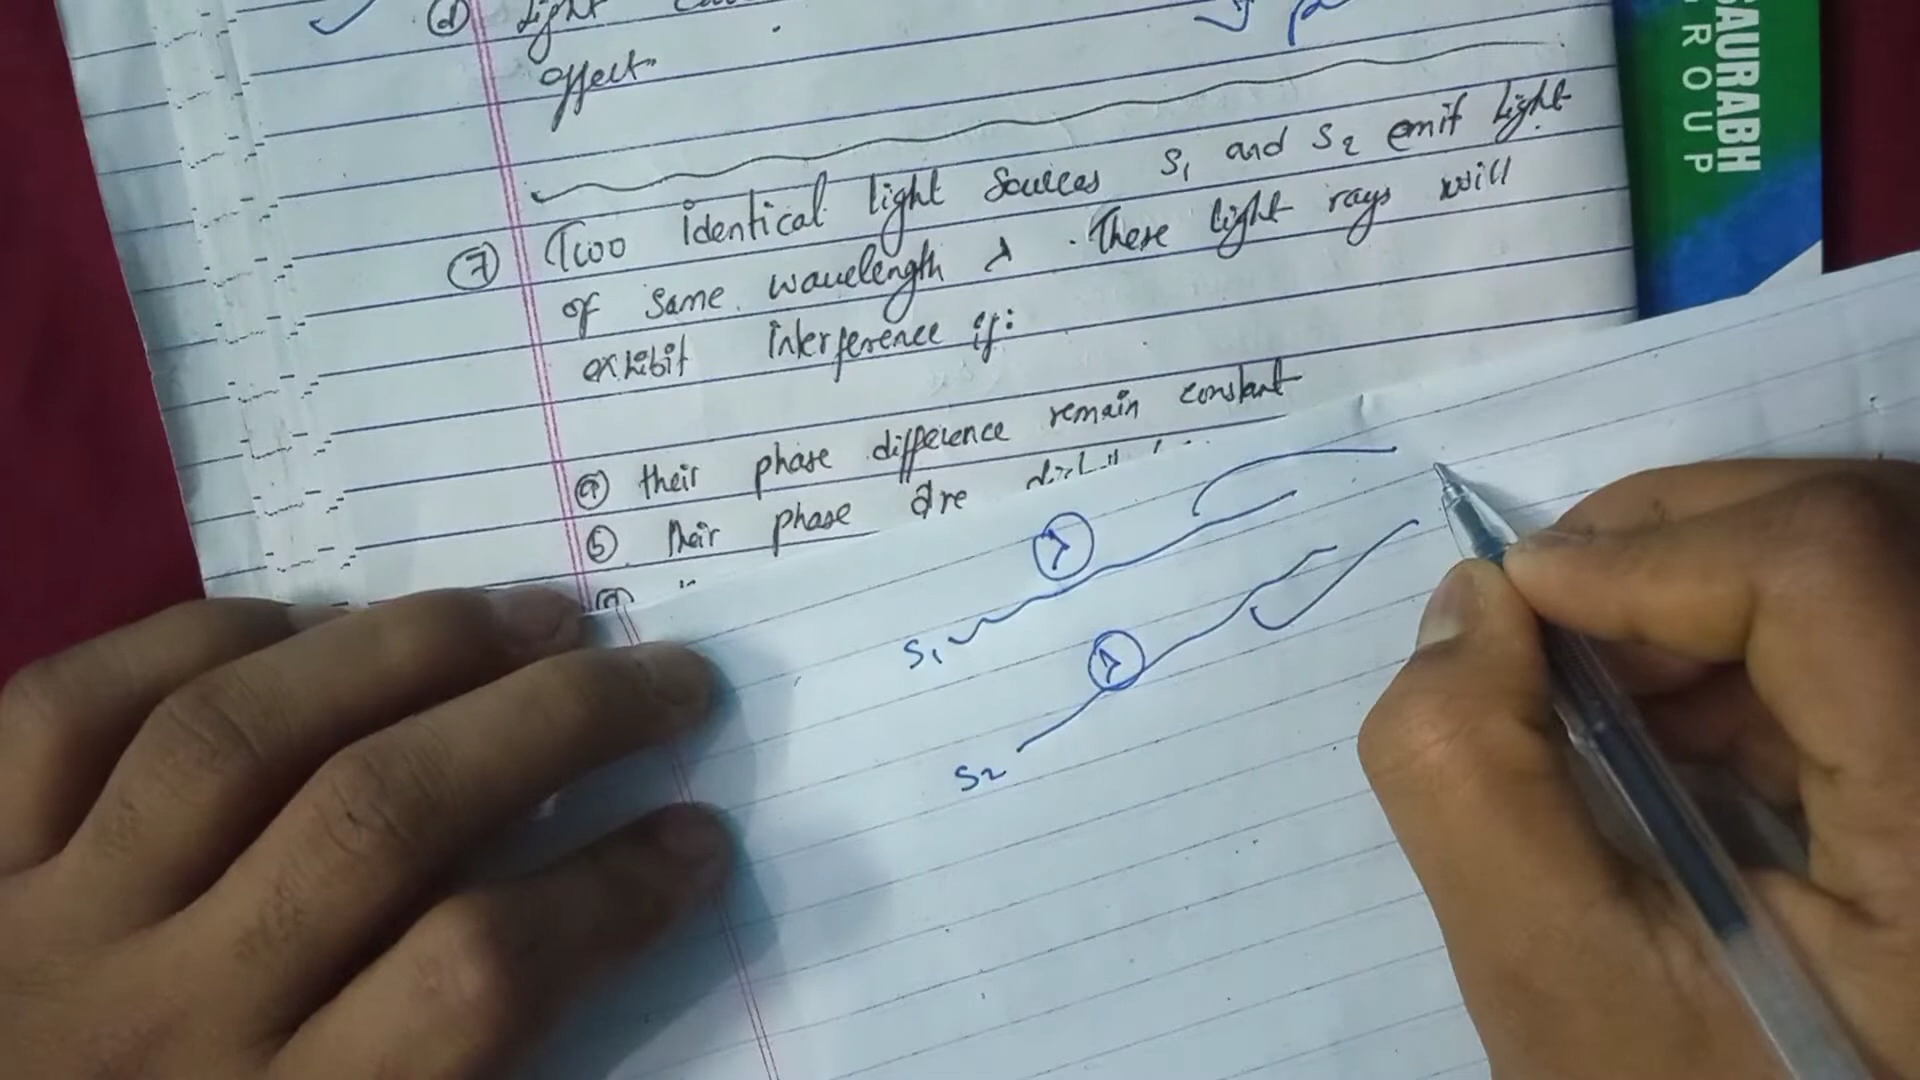 (d) Light
effect.
(7) Two identical light Sources S1 and S2 emit light
of same wavelength λ. These light rays will
exhibit interference if:
(a) their phase difference remain constant
(b) their phase are
(c)
λ
S1
λ
S2
SAURABH
ROUP